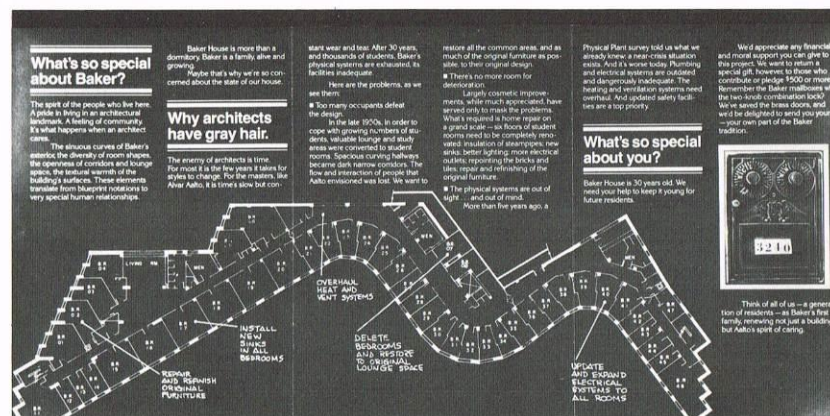 What's so special
about Baker?
The spirit of the people who live here.
A pride in living in an architectural
landmark. A feeling of community.
It's what happens when an architect
cares.
The sinuous curves of Baker's
exterior, the diversity of room shapes,
the openness of corridors and lounge
space, the textural warmth of the
building's surfaces. These elements
translate from blueprint notations to
very special human relationships.
Baker House is more than a
dormitory. Baker is a family, alive and
growing.
Maybe that's why we're so con-
cerned about the state of our house.
Why architects
have gray hair.
The enemy of architects is time.
For most it is the few years it takes for
styles to change. For the masters, like
Alvar Aalto, it is time's slow but con-
stant wear and tear. After 30 years,
and thousands of students, Baker's
physical systems are exhausted, its
facilities inadequate.
Here are the problems, as we
see them:
■ Too many occupants defeat
the design.
In the late 1950s, in order to
cope with growing numbers of stu-
dents, valuable lounge and study
areas were converted to student
rooms. Spacious curving hallways
became dark narrow corridors. The
flow and interaction of people that
Aalto envisioned was lost. We want to
restore all the common areas, and as
much of the original furniture as pos-
sible, to their original design.
■ There's no more room for
deterioration.
Largely cosmetic improve-
ments, while much appreciated, have
served only to mask the problems.
What's required is home repair on
a grand scale — six floors of student
rooms need to be completely reno-
vated: insulation of steampipes; new
sinks; better lighting; more electrical
outlets; repointing the bricks and
tiles; repair and refinishing of the
original furniture.
■ The physical systems are out of
sight . . . and out of mind.
More than five years ago, a
Physical Plant survey told us what we
already knew: a near-crisis situation
exists. And it's worse today. Plumbing
and electrical systems are outdated
and dangerously inadequate. The
heating and ventilation systems need
overhaul. And updated safety facili-
ties are a top priority.
What's so special
about you?
Baker House is 30 years old. We
need your help to keep it young for
future residents.
We'd appreciate any financial
and moral support you can give to
this project. We want to return a
special gift, however, to those who
contribute or pledge $500 or more.
Remember the Baker mailboxes w
the two-knob combination lock?
We've saved the brass doors, and
we'd be delighted to send you your
—your own part of the Baker
tradition.
3240
Think of all of us — a genera
tion of residents — as Baker's first
family, renewing not just a building
but Aalto's spirit of caring.
LIVING RM
MEN
MEN
MEN
REPAIR
AND REFINISH
ORIGINAL
FURNITURE
INSTALL
NEW
SINKS
IN ALL
BEDROOMS
OVERHAUL
HEAT AND
VENT SYSTEMS
DELETE
BEDROOMS
AND RESTORE
TO ORIGINAL
LOUNGE SPACE
UPDATE
AND EXPAND
ELECTRICAL
SYSTEMS TO
ALL ROOMS